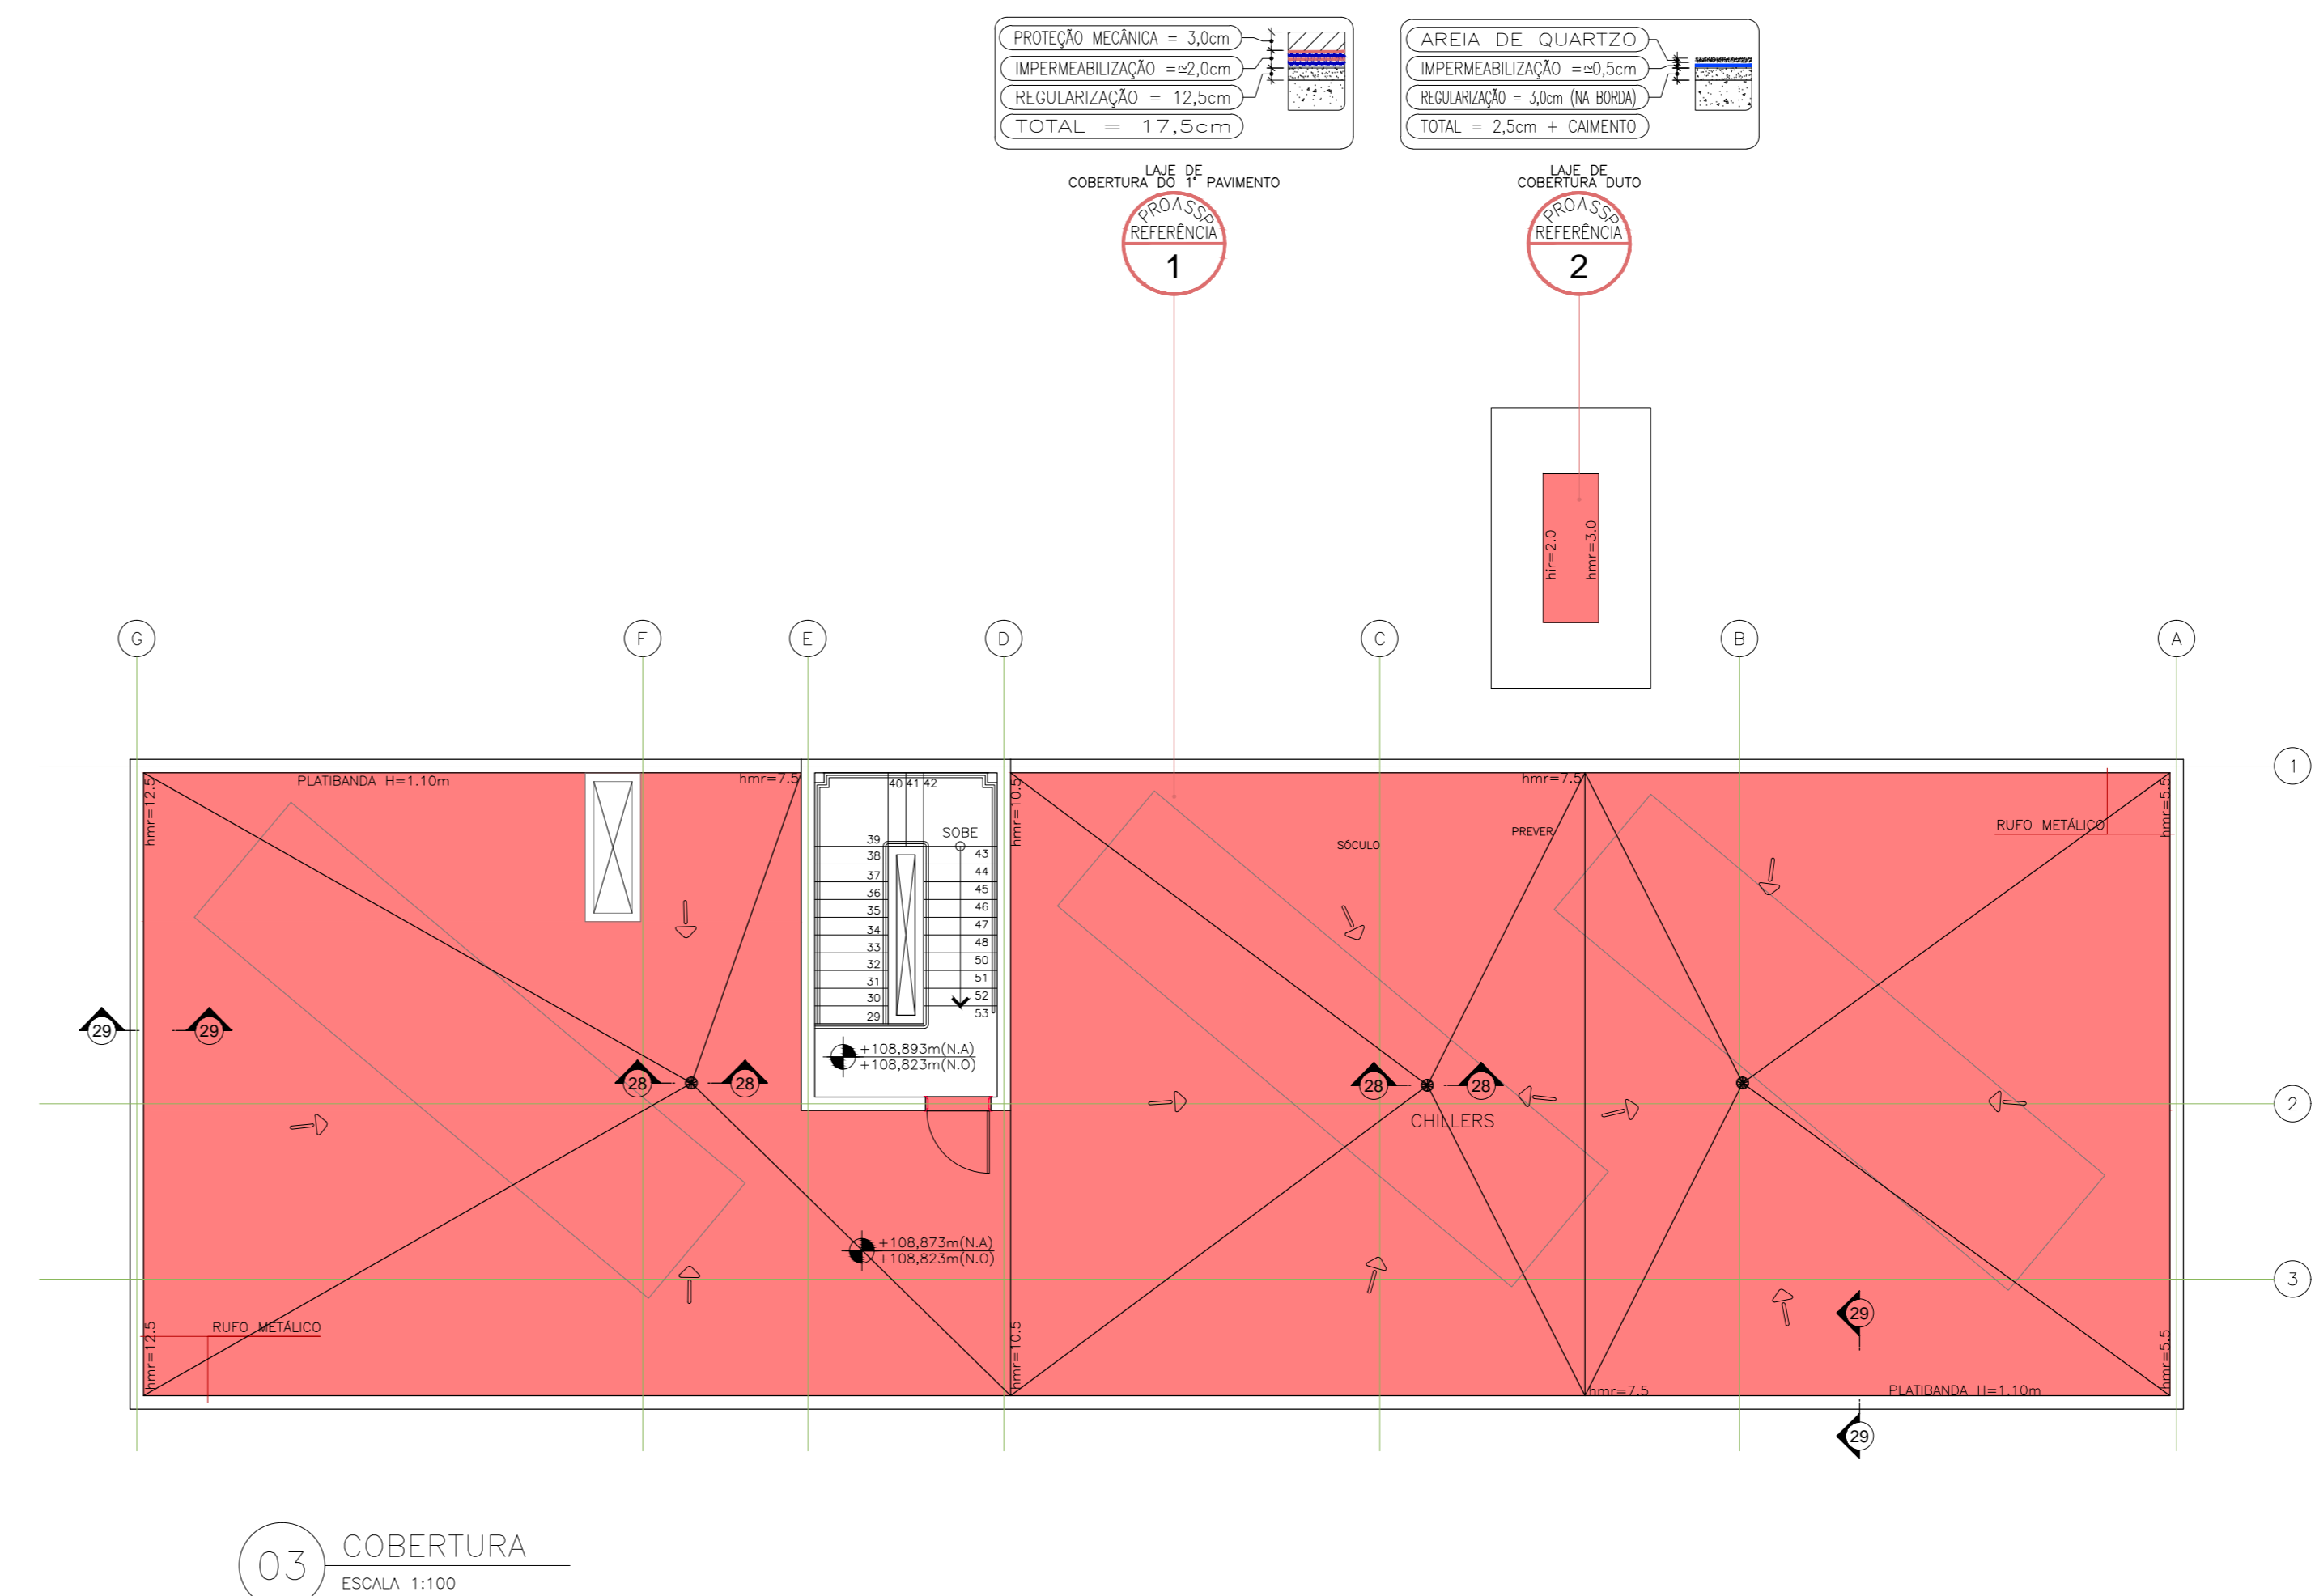 PROTEÇÃO MECÂNICA = 3,0cm
IMPERMEABILIZAÇÃO =≃2,0cm
REGULARIZAÇÃO = 12,5cm
TOTAL = 17,5cm
AREIA DE QUARTZO
IMPERMEABILIZAÇÃO =≃0,5cm
REGULARIZAÇÃO = 3,0cm (NA BORDA)
TOTAL = 2,5cm + CAIMENTO
LAJE DE
COBERTURA DO 1° PAVIMENTO
PROASSP
REFERÊNCIA
1
LAJE DE
COBERTURA DUTO
PROASSP
REFERÊNCIA
2
hir=2.0
hmr=3.0
G
F
E
D
C
B
A
1
2
3
hmr=12.5
PLATIBANDA H=1.10m
hmr=7.5
40 41 42
hmr=10.5
hmr=7.5
hmr=5.5
RUFO METÁLICO
PREVER
SÓCULO
SOBE
39
38
37
36
35
34
33
32
31
30
29
43
44
45
46
47
48
50
51
52
53
29
29
+108,893m(N.A)
+108,823m(N.O)
28
28
28
28
CHILLERS
+108,873m(N.A)
+108,823m(N.O)
29
RUFO METÁLICO
hmr=12.5
hmr=10.5
hmr=7.5
PLATIBANDA H=1.10m
hmr=5.5
29
03
COBERTURA
ESCALA 1:100